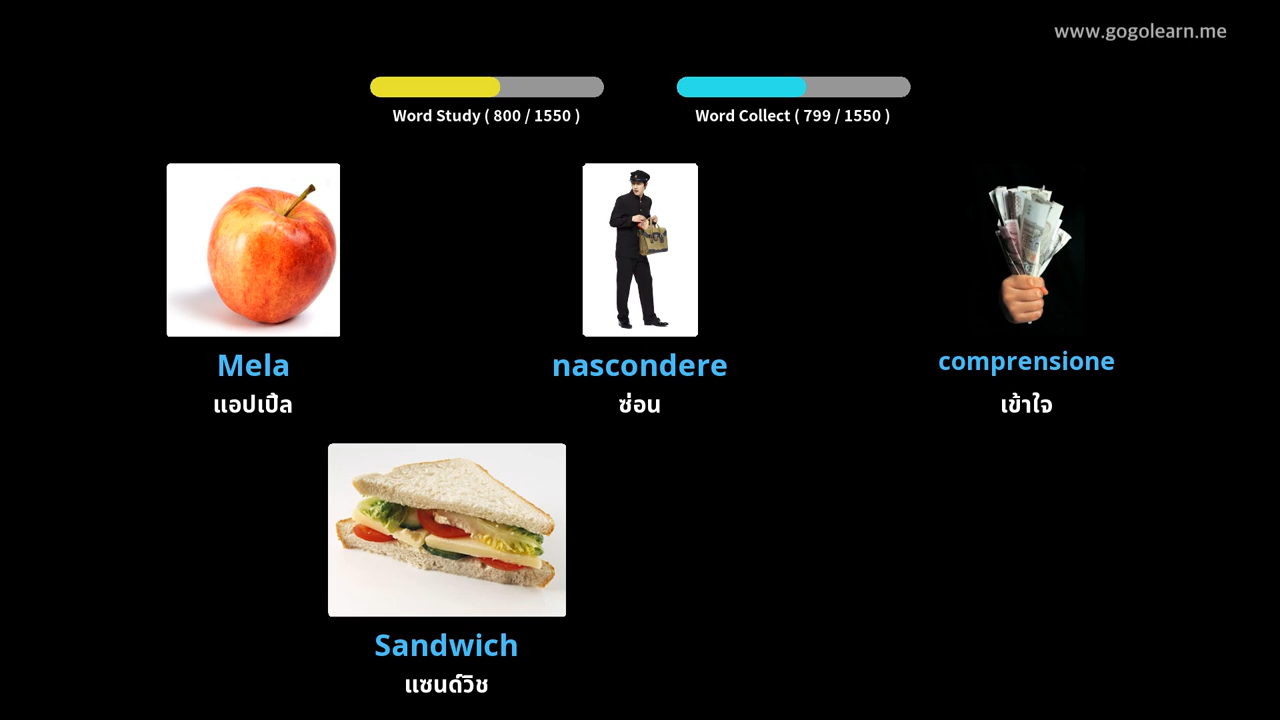 www.gogolearn.me
Word Study ( 800 / 1550 )
Word Collect ( 799 / 1550 )
Mela
nascondere
comprensione
แอปเปิ้ล
ซ่อน
เข้าใจ
Sandwich
แซนด์วิช